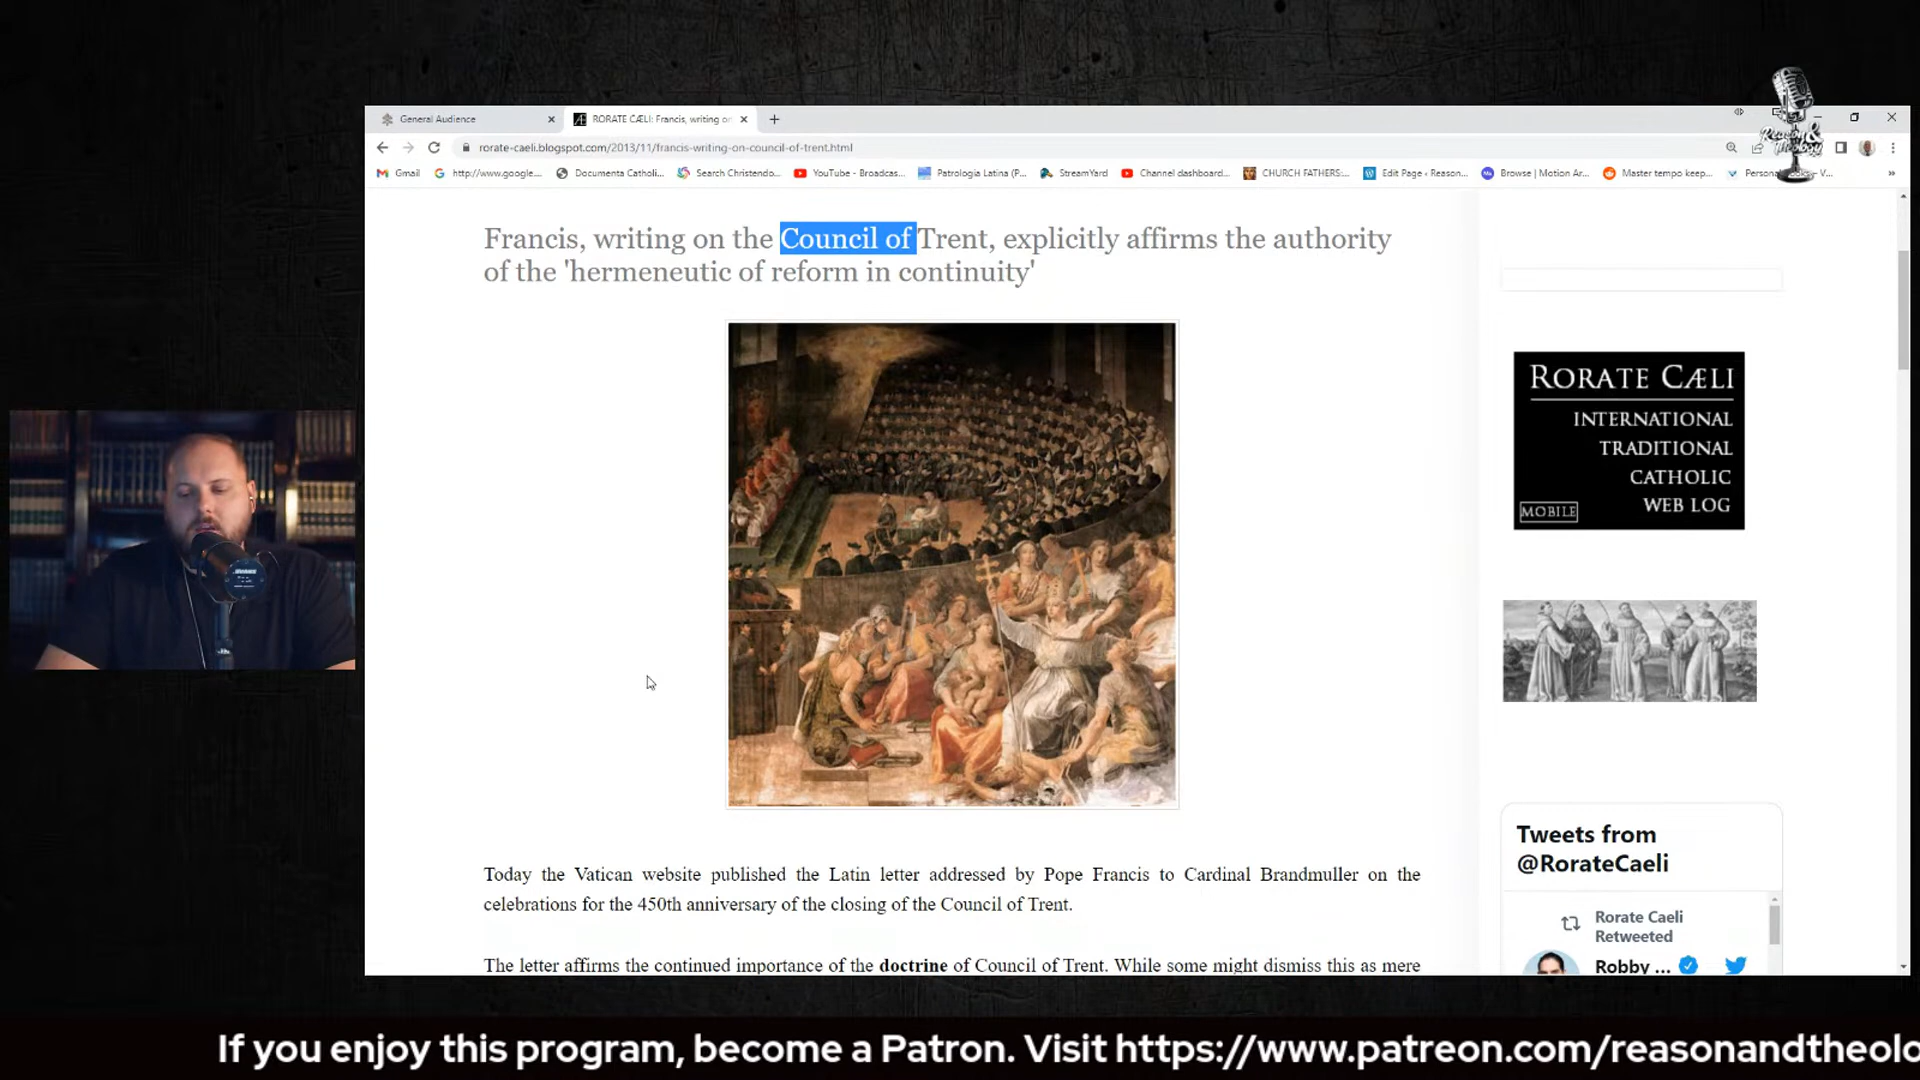 General Audience
RORATE CÆLI: Francis, writing on
rorate-caeli.blogspot.com/2013/11/francis-writing-on-council-of-trent.html
Reason&
Theology
Gmail
http://www.google...
Documenta Catholi...
Search Christendo...
YouTube - Broadcas...
Patrologia Latina (P...
StreamYard
Channel dashboard...
CHURCH FATHERS:...
Edit Page ‹ Reason...
Browse | Motion Ar...
Master tempo keep...
»
Francis, writing on the Council of Trent, explicitly affirms the authority
of the 'hermeneutic of reform in continuity'
RORATE CÆLI
INTERNATIONAL
TRADITIONAL
CATHOLIC
WEB LOG
MOBILE
Today the Vatican website published the Latin letter addressed by Pope Francis to Cardinal Brandmuller on the
celebrations for the 450th anniversary of the closing of the Council of Trent.
The letter affirms the continued importance of the doctrine of Council of Trent. While some might dismiss this as mere
Tweets from
@RorateCaeli
Rorate Caeli
Retweeted
Robby ...
If you enjoy this program, become a Patron. Visit https://www.patreon.com/reasonandtheolo